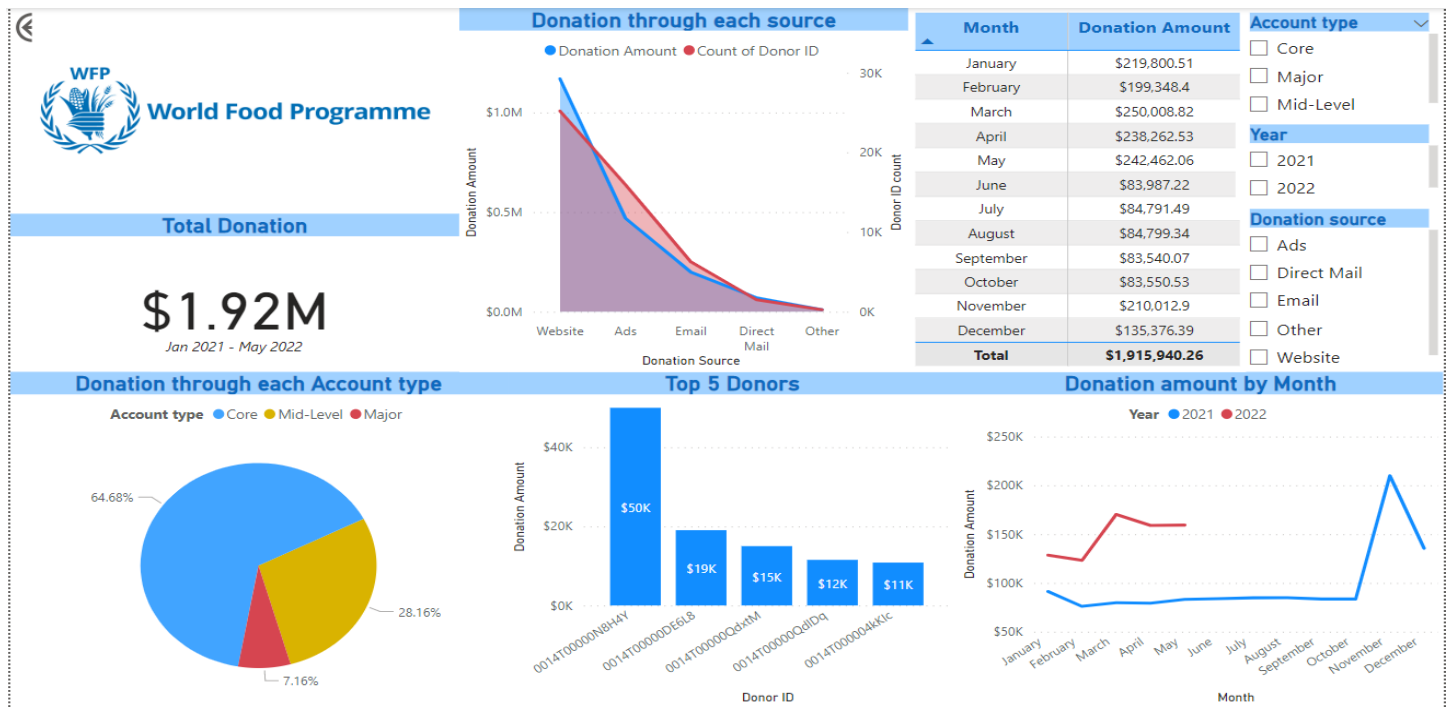 WFP
World Food Programme
Total Donation
$1.92M
Jan 2021 - May 2022
Donation through each source
Donation Amount Count of Donor ID
Donation Amount
$1.0M
$0.5M
$0.0M
30K
20K
10K
0K
Donor ID count
Website Ads Email Direct Mail Other
Donation Source
Month Donation Amount
January $219,800.51
February $199,348.4
March $250,008.82
April $238,262.53
May $242,462.06
June $83,987.22
July $84,791.49
August $84,799.34
September $83,540.07
October $83,550.53
November $210,012.9
December $135,376.39
Total $1,915,940.26
Account type
Core
Major
Mid-Level
Year
2021
2022
Donation source
Ads
Direct Mail
Email
Other
Website
Donation through each Account type
Account type Core Mid-Level Major
64.68%
28.16%
7.16%
Top 5 Donors
Donation Amount
$40K
$20K
$0K
$50K
$19K
$15K
$12K
$11K
0014T00000N8H4Y
0014T00000DE6L8
0014T00000QdxtM
0014T00000QdlDq
0014T000004kKIc
Donor ID
Donation amount by Month
Year 2021 2022
Donation Amount
$250K
$200K
$150K
$100K
$50K
January February March April May June July August September October November December
Month